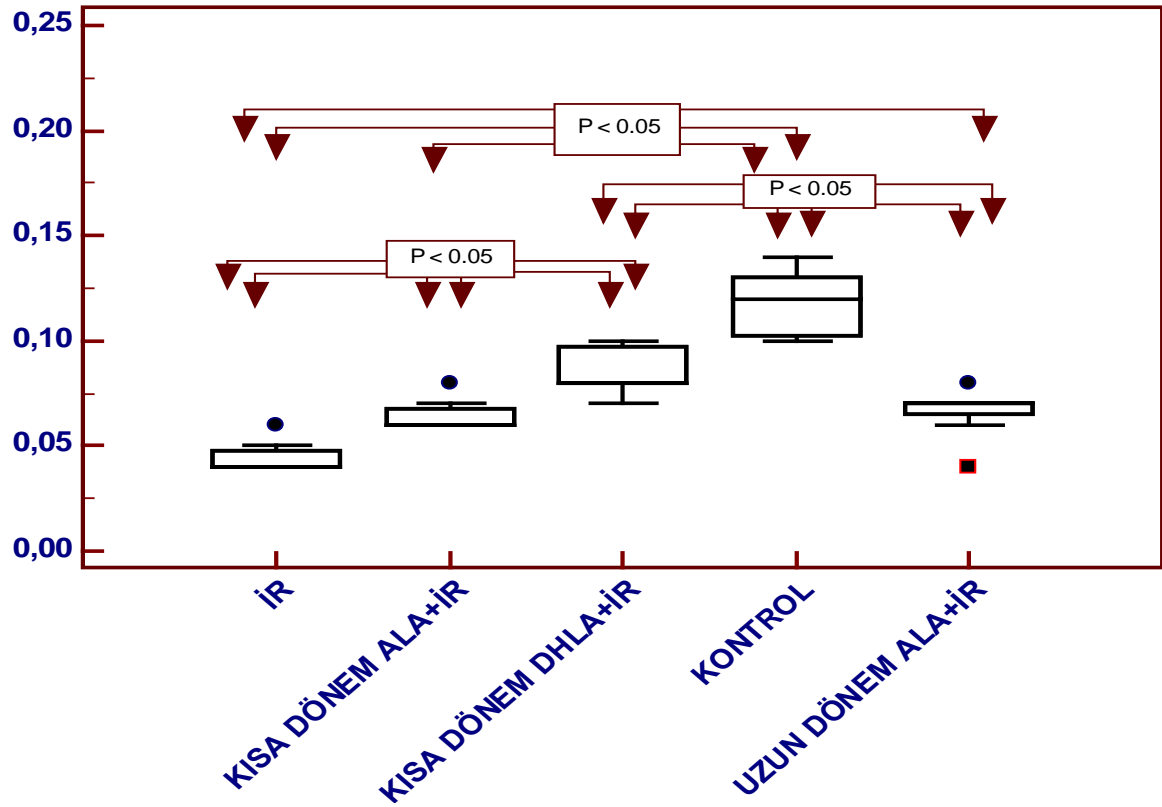 0,25
0,20
P < 0.05
P < 0.05
0,15
P < 0.05
0,10
0,05
0,00
İR
KISA DÖNEM ALA+İR
KISA DÖNEM DHLA+İR
KONTROL
UZUN DÖNEM ALA+İR